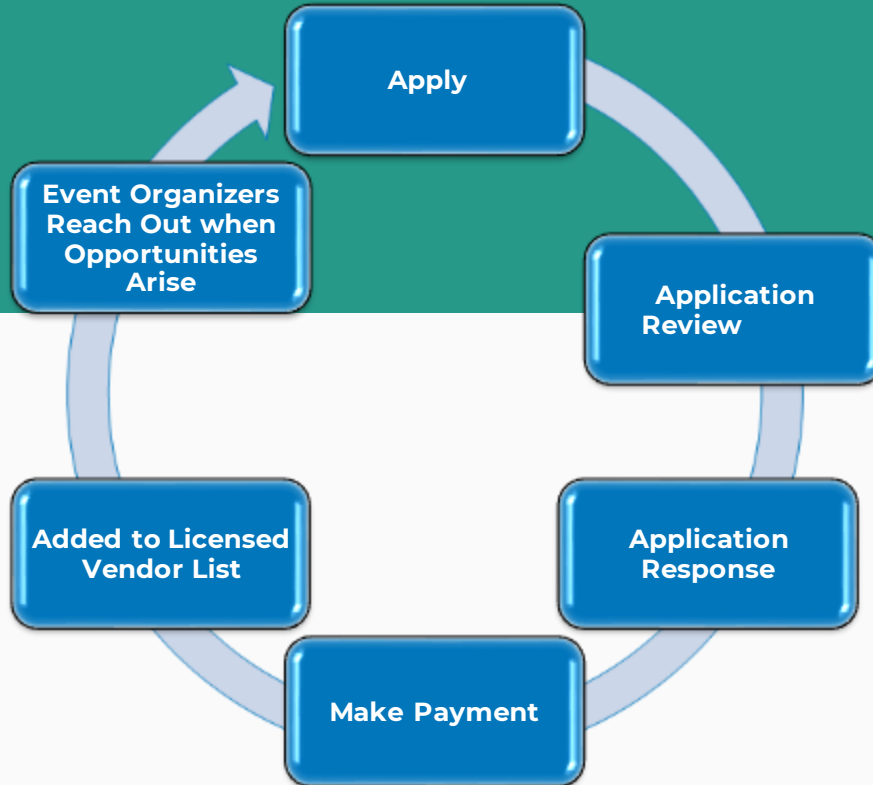 Apply
Application
Review
Application
Response
Make Payment
Added to Licensed
Vendor List
Event Organizers
Reach Out when
Opportunities
Arise